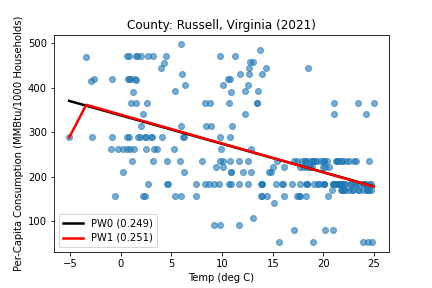 County: Russell, Virginia (2021)
Per-Capita Consumption (MMBtu/1000 Households)
500
400
300
200
100
PW0 (0.249)
PW1 (0.251)
−5 0 5 10 15 20 25
Temp (deg C)